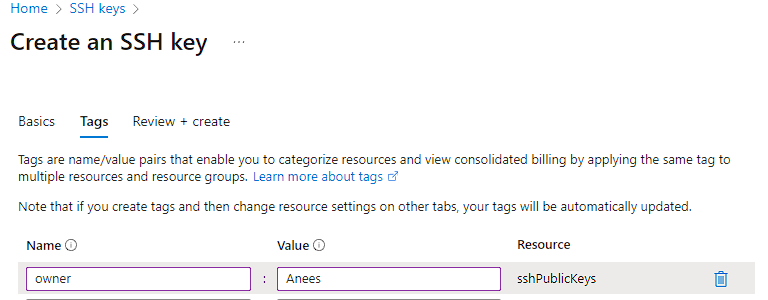 Home > SSH keys >
Create an SSH key ...
Basics Tags Review + create
Tags are name/value pairs that enable you to categorize resources and view consolidated billing by applying the same tag to
multiple resources and resource groups. Learn more about tags
Note that if you create tags and then change resource settings on other tabs, your tags will be automatically updated.
Name Value Resource
owner : Anees sshPublicKeys